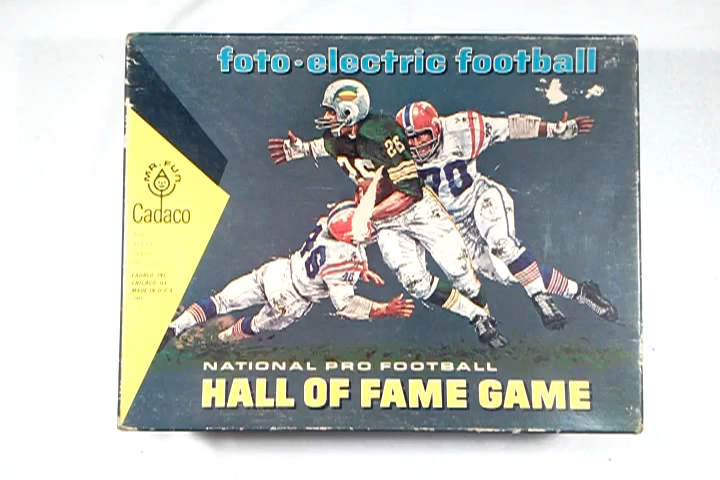 foto-electric football
MR. FUN
Cadaco
CADACO, INC.
CHICAGO, ILL.
MADE IN U.S.A.
26
26
70
36
NATIONAL PRO FOOTBALL
HALL OF FAME GAME